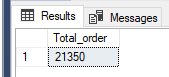 Results Messages
Total_order
1 21350